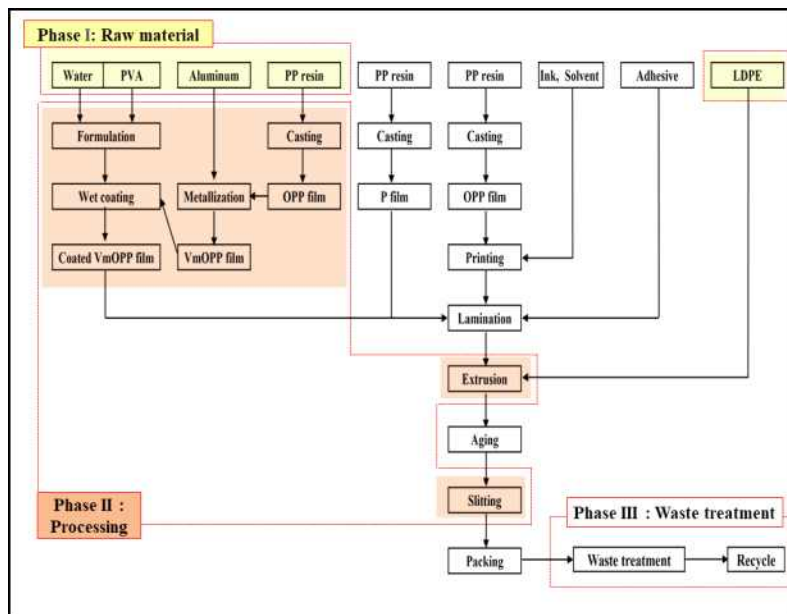 Phase I: Raw material
Water PVA Aluminum PP resin PP resin PP resin Ink, Solvent Adhesive LDPE
Formulation Casting Casting Casting
Wet coating Metallization OPP film P film OPP film
Coated VmOPP film VmOPP film Printing
Lamination
Extrusion
Aging
Phase II :
Processing
Slitting
Phase III : Waste treatment
Packing Waste treatment Recycle